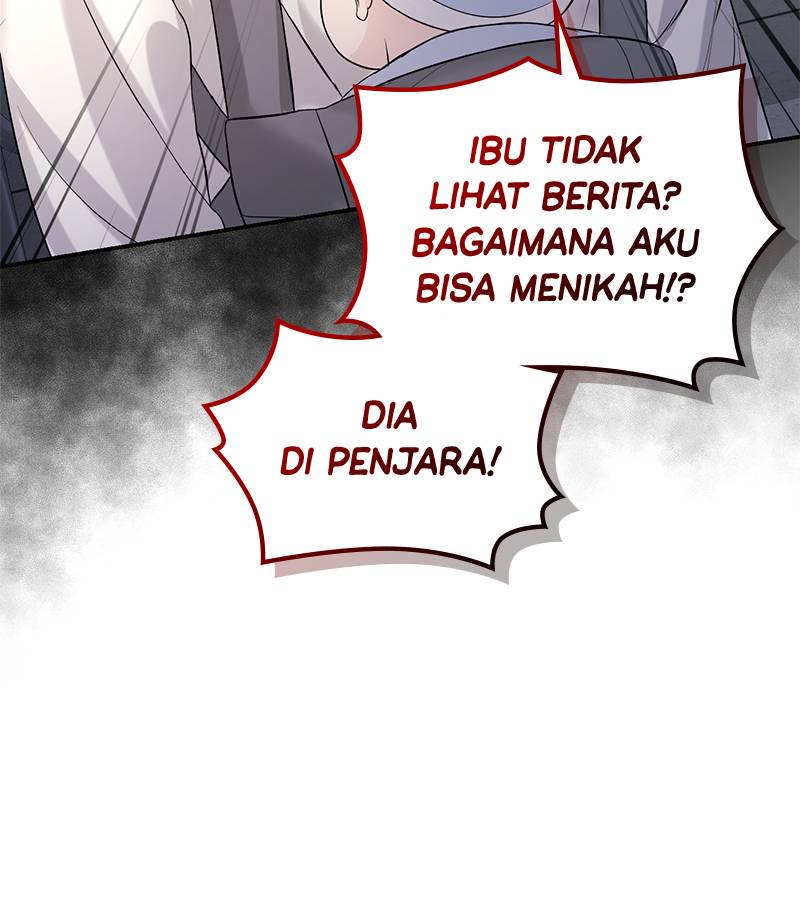 IBU TIDAK
LIHAT BERITA?
BAGAIMANA AKU
BISA MENIKAH!?
DIA
DI PENJARA!